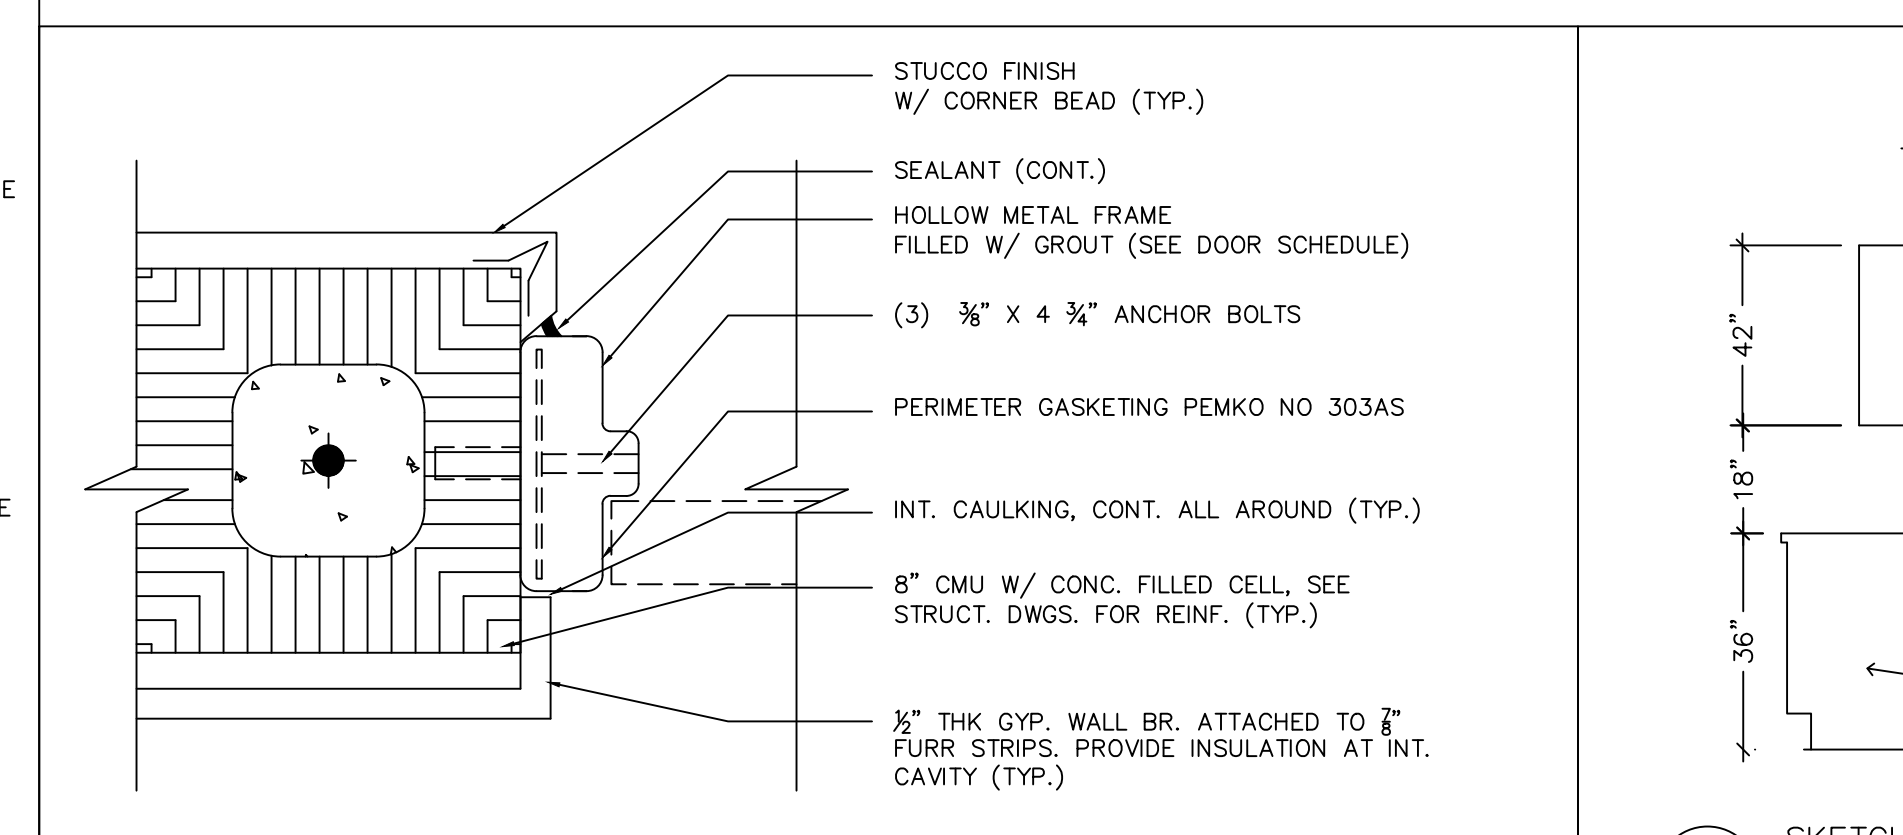 STUCCO FINISH
W/ CORNER BEAD (TYP.)
SEALANT (CONT.)
HOLLOW METAL FRAME
FILLED W/ GROUT (SEE DOOR SCHEDULE)
(3) ⅜" X 4 ¾" ANCHOR BOLTS
PERIMETER GASKETING PEMKO NO 303AS
INT. CAULKING, CONT. ALL AROUND (TYP.)
8" CMU W/ CONC. FILLED CELL, SEE
STRUCT. DWGS. FOR REINF. (TYP.)
½" THK GYP. WALL BR. ATTACHED TO ⅞"
FURR STRIPS. PROVIDE INSULATION AT INT.
CAVITY (TYP.)
E
E
42"
18"
36"